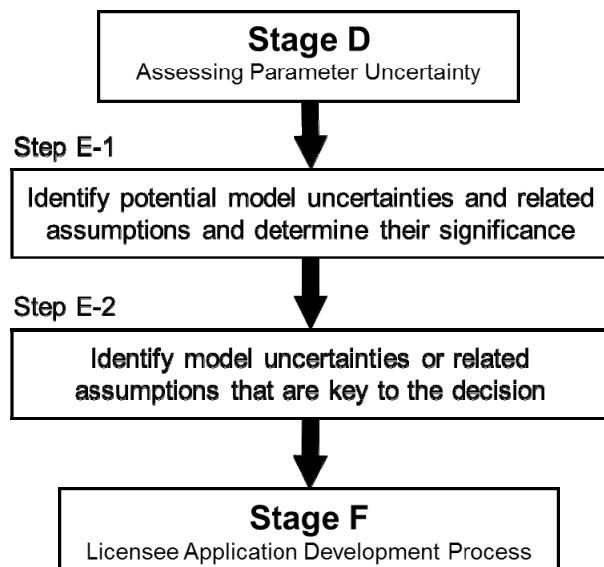 Stage D
Assessing Parameter Uncertainty
Step E-1
Identify potential model uncertainties and related
assumptions and determine their significance
Step E-2
Identify model uncertainties or related
assumptions that are key to the decision
Stage F
Licensee Application Development Process